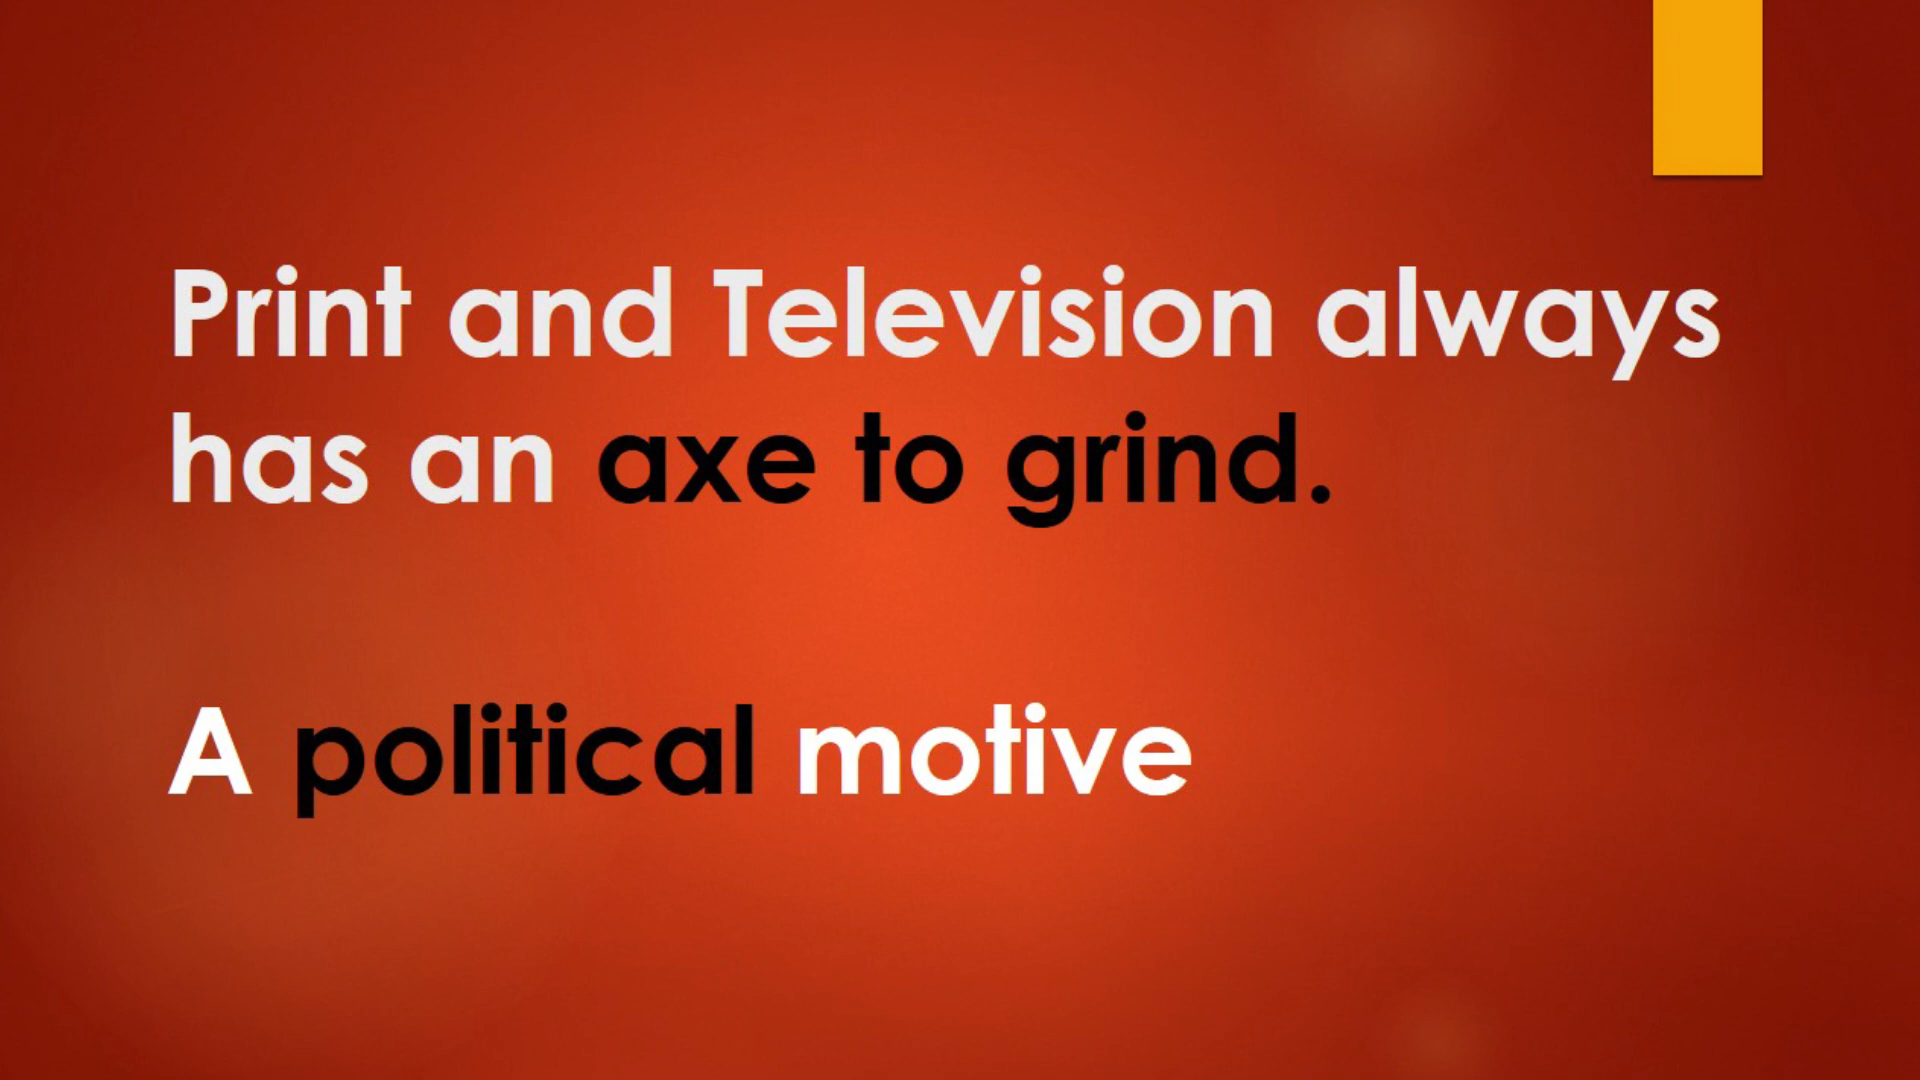 Print and Television always
has an axe to grind.
A political motive